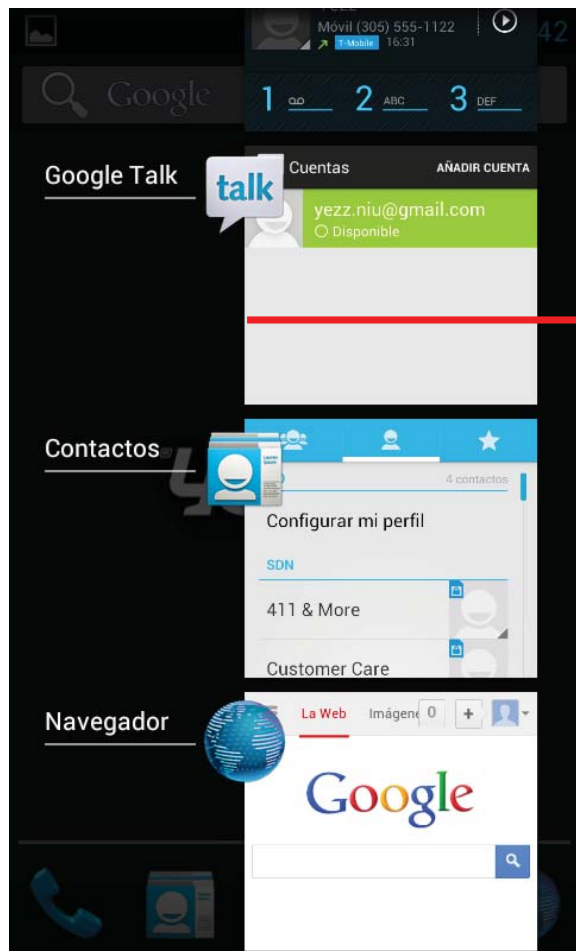 Móvil (305) 555-1122
T-Mobile 16:31
42
Google
1 2 ABC 3 DEF
Google Talk
talk
Cuentas AÑADIR CUENTA
yezz.niu@gmail.com
Disponible
Contactos
4 contactos
Configurar mi perfil
SDN
411 & More
Customer Care
Navegador
La Web Imágene 0 +
Google